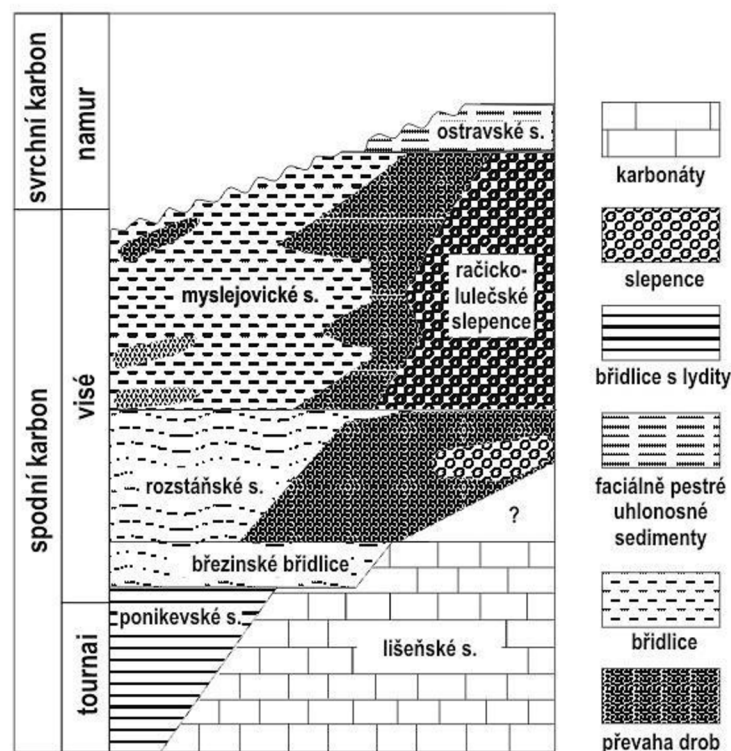 svrchní karbon
namur
spodní karbon
visé
tournai
ostravské s.
myslejovické s.
račicko-
lulečské
slepence
rozstáňské s.
?
březinské břidlice
ponikevské s.
lišeňské s.
karbonáty
slepence
břidlice s lydity
faciálně pestré
uhlonosné
sedimenty
břidlice
převaha drob